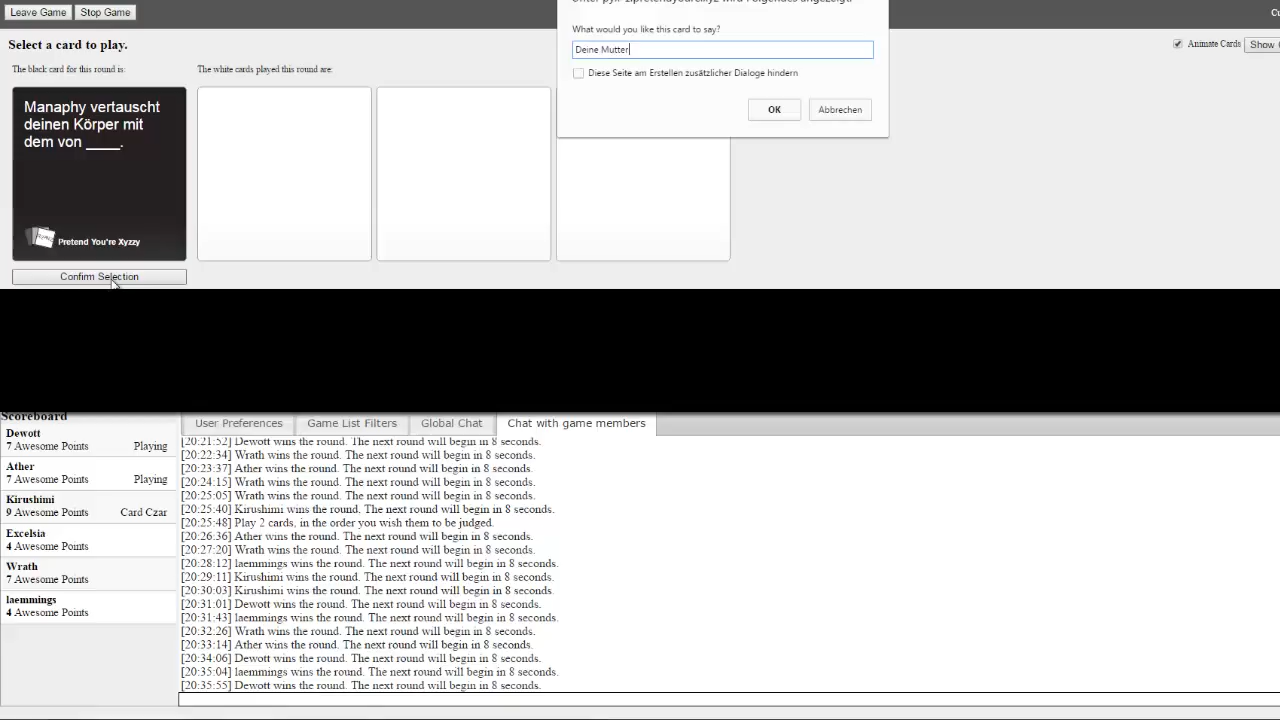 Leave Game
Stop Game
Select a card to play.
The black card for this round is:
The white cards played this round are:
Manaphy vertauscht
deinen Körper mit
dem von ____.
Pretend You're Xyzzy
Confirm Selection
wird Folgendes angezeigt:
What would you like this card to say?
Deine Mutter
Diese Seite am Erstellen zusätzlicher Dialoge hindern
OK
Abbrechen
Animate Cards
Show
Scoreboard
Dewott
7 Awesome Points Playing
Ather
7 Awesome Points Playing
Kirushimi
9 Awesome Points Card Czar
Excelsia
4 Awesome Points
Wrath
7 Awesome Points
laemmings
4 Awesome Points
User Preferences
Game List Filters
Global Chat
Chat with game members
[20:21:52] Dewott wins the round. The next round will begin in 8 seconds.
[20:22:34] Wrath wins the round. The next round will begin in 8 seconds.
[20:23:37] Ather wins the round. The next round will begin in 8 seconds.
[20:24:15] Wrath wins the round. The next round will begin in 8 seconds.
[20:25:05] Wrath wins the round. The next round will begin in 8 seconds.
[20:25:40] Kirushimi wins the round. The next round will begin in 8 seconds.
[20:25:48] Play 2 cards, in the order you wish them to be judged.
[20:26:36] Ather wins the round. The next round will begin in 8 seconds.
[20:27:20] Wrath wins the round. The next round will begin in 8 seconds.
[20:28:12] laemmings wins the round. The next round will begin in 8 seconds.
[20:29:11] Kirushimi wins the round. The next round will begin in 8 seconds.
[20:30:03] Kirushimi wins the round. The next round will begin in 8 seconds.
[20:31:01] Dewott wins the round. The next round will begin in 8 seconds.
[20:31:43] laemmings wins the round. The next round will begin in 8 seconds.
[20:32:26] Wrath wins the round. The next round will begin in 8 seconds.
[20:33:14] Ather wins the round. The next round will begin in 8 seconds.
[20:34:06] Dewott wins the round. The next round will begin in 8 seconds.
[20:35:04] laemmings wins the round. The next round will begin in 8 seconds.
[20:35:55] Dewott wins the round. The next round will begin in 8 seconds.